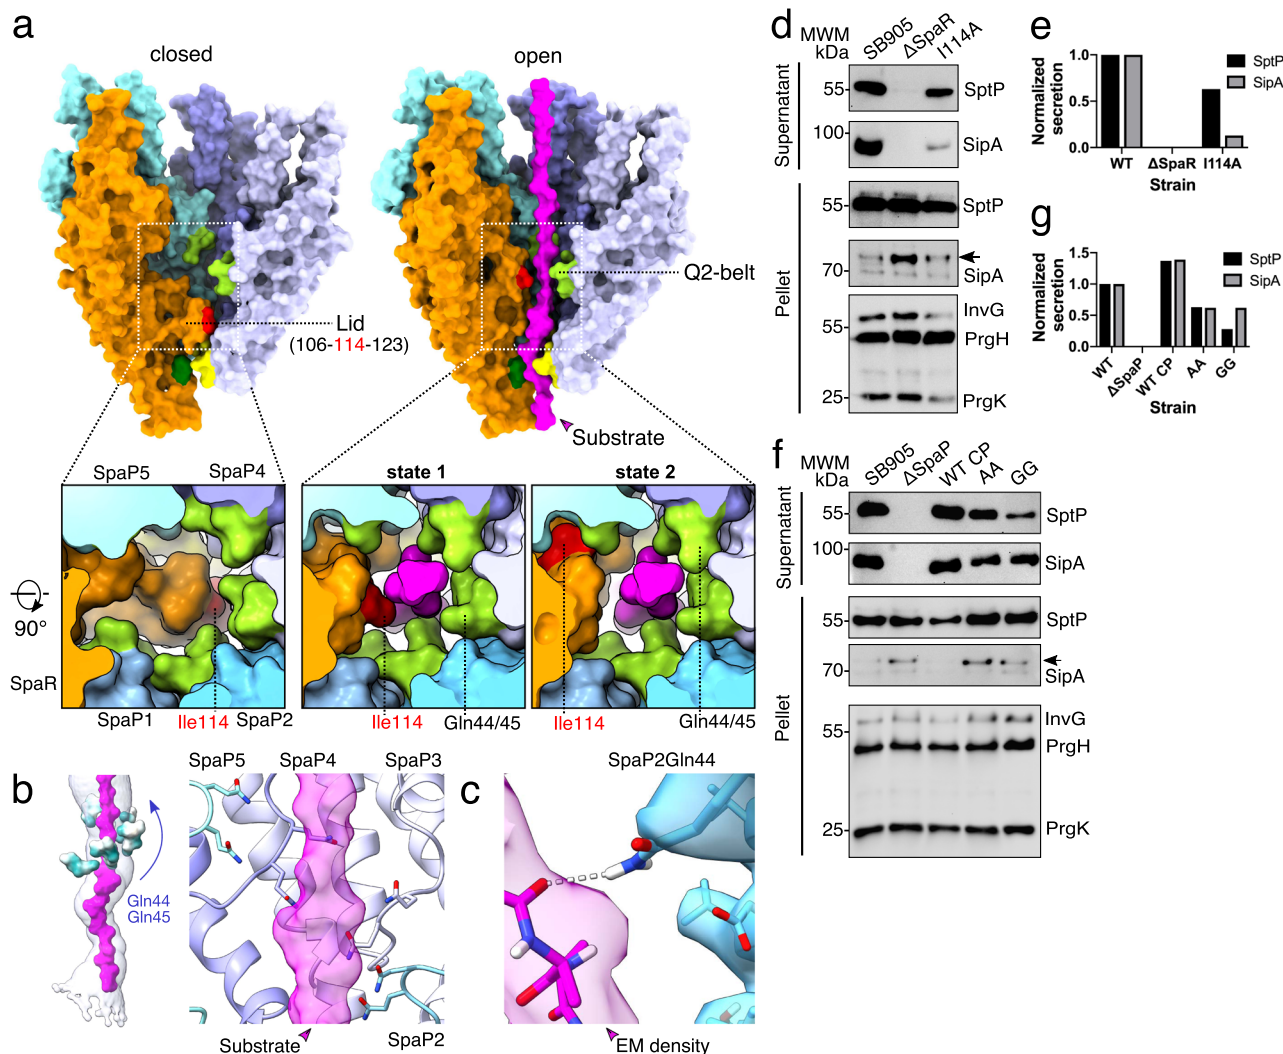 a
closed
open
Q2-belt
Lid
(106-114-123)
Substrate
SpaP5
SpaP4
state 1
state 2
90°
SpaR
SpaP1
Ile114
SpaP2
Ile114
Gln44/45
Ile114
Gln44/45
b
Gln44
Gln45
SpaP5
SpaP4
SpaP3
Substrate
SpaP2
c
SpaP2Gln44
EM density
d
MWM
kDa
SB905
ΔSpaR
I114A
Supernatant
55
SptP
100
SipA
Pellet
55
SptP
70
SipA
InvG
55
PrgH
25
PrgK
e
Normalized
secretion
1.0
0.5
0.0
WT
ΔSpaR
I114A
Strain
SptP
SipA
g
Normalized
secretion
1.5
1.0
0.5
0.0
WT
ΔSpaP
WT CP
AA
GG
Strain
SptP
SipA
f
MWM
kDa
SB905
ΔSpaP
WT CP
AA
GG
Supernatant
55
SptP
100
SipA
Pellet
55
SptP
70
SipA
InvG
55
PrgH
25
PrgK